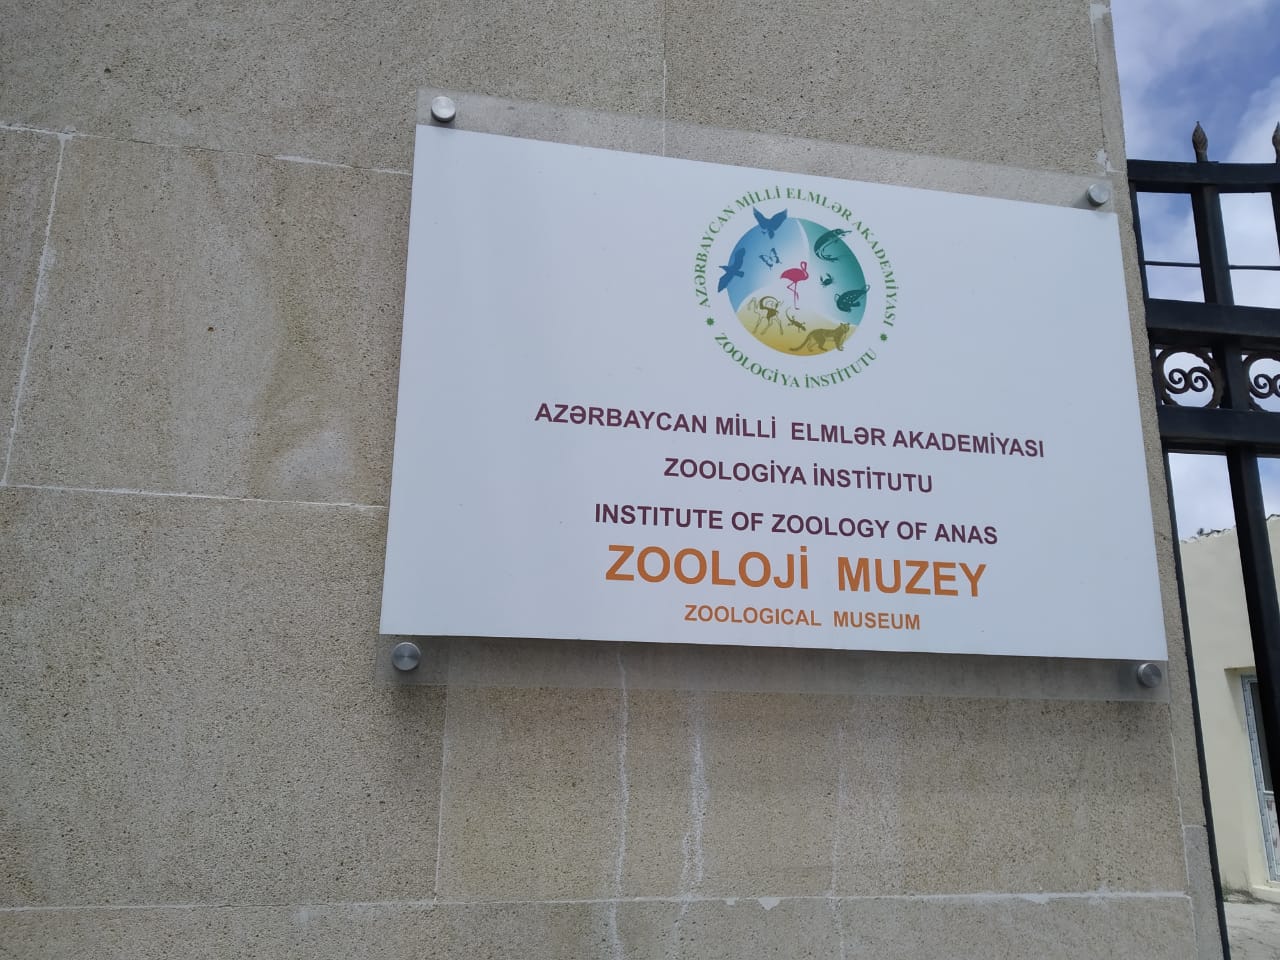 AZƏRBAYCAN MİLLİ ELMLƏR AKADEMİYASI
ZOOLOGİYA İNSTİTUTU
AZƏRBAYCAN MİLLİ ELMLƏR AKADEMİYASI
ZOOLOGİYA İNSTİTUTU
INSTITUTE OF ZOOLOGY OF ANAS
ZOOLOJİ MUZEY
ZOOLOGICAL MUSEUM